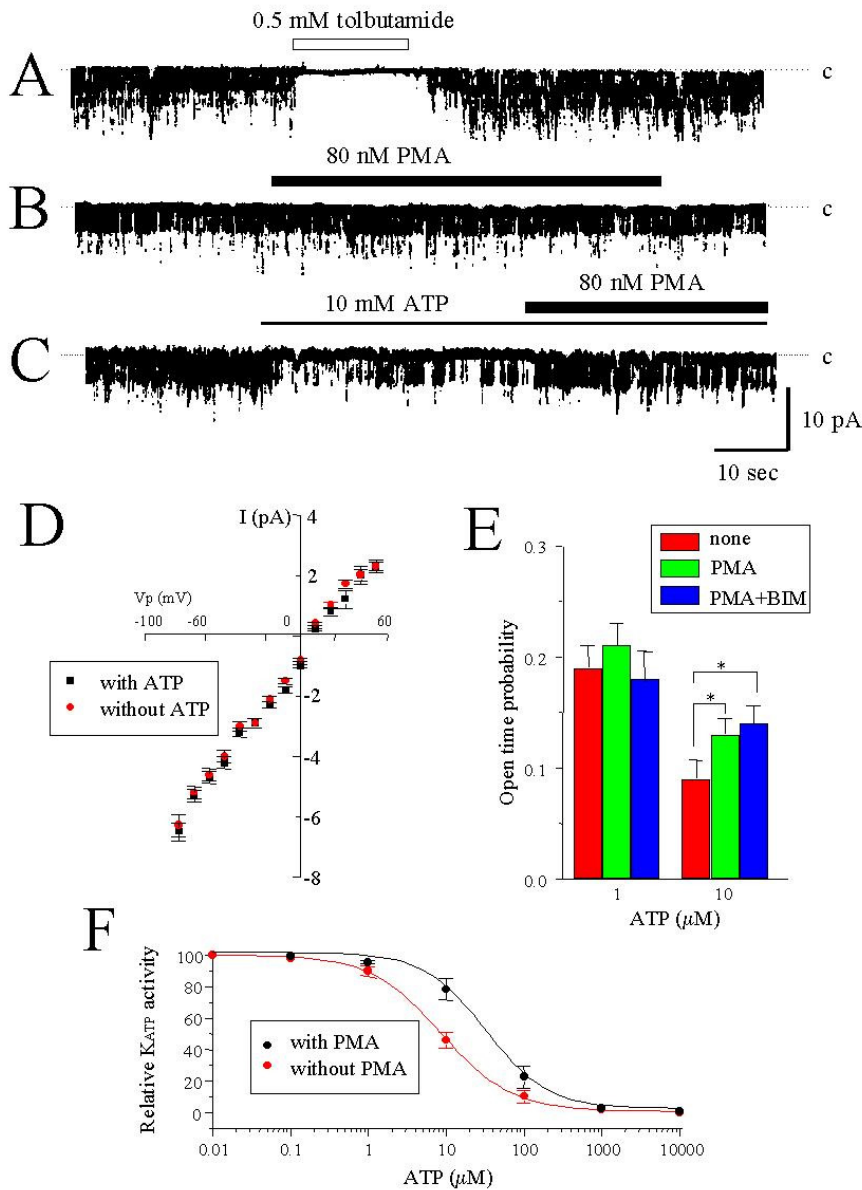 0.5 mM tolbutamide
A
c
80 nM PMA
B
c
80 nM PMA
10 mM ATP
C
c
10 pA
10 sec
D
I (pA)
4
2
Vp (mV)
-100
-60
0
60
-2
-4
-6
-8
with ATP
without ATP
E
none
PMA
PMA+BIM
0.3
0.2
0.1
0.0
Open time probability
*
*
1
10
ATP (μM)
F
100
80
60
40
20
0
Relative KATP activity
with PMA
without PMA
0.01
0.1
1
10
100
1000
10000
ATP (μM)